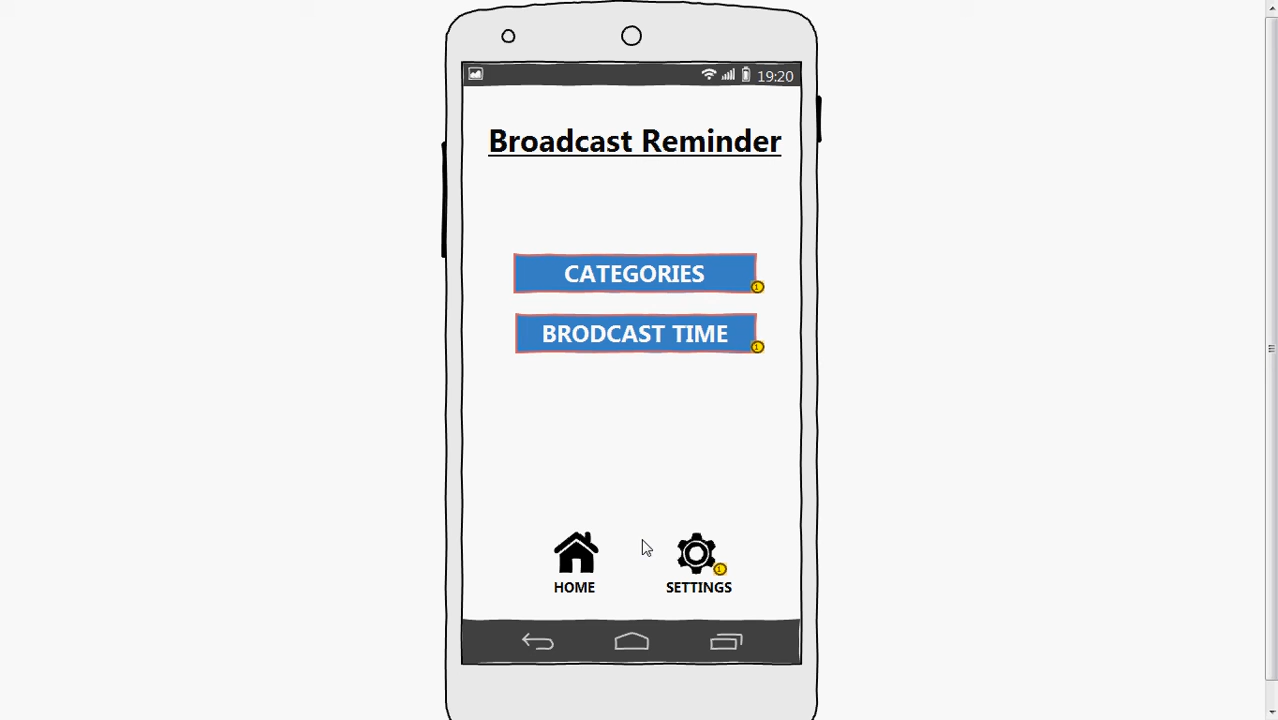 19:20
Broadcast Reminder
CATEGORIES
BRODCAST TIME
HOME
SETTINGS